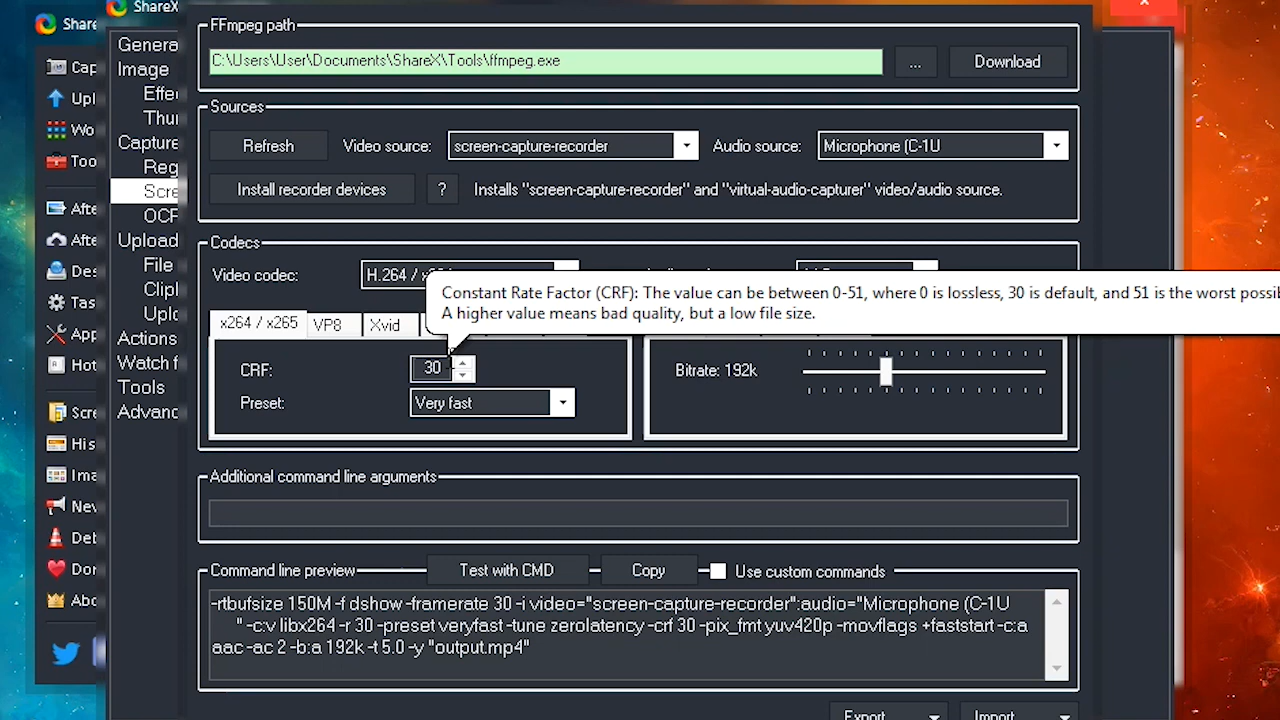 ShareX
Share
FFmpeg path
C:\Users\User\Documents\ShareX\Tools\ffmpeg.exe
...
Download
Sources
Refresh
Video source:
screen-capture-recorder
Audio source:
Microphone (C-1U
Install recorder devices
?
Installs "screen-capture-recorder" and "virtual-audio-capturer" video/audio source.
Codecs
Video codec:
H.264 / x
Constant Rate Factor (CRF): The value can be between 0-51, where 0 is lossless, 30 is default, and 51 is the worst possib
A higher value means bad quality, but a low file size.
x264 / x265
VP8
Xvid
CRF:
30
Preset:
Very fast
Bitrate: 192k
Additional command line arguments
Command line preview
Test with CMD
Copy
Use custom commands
-rtbufsize 150M -f dshow -framerate 30 -i video="screen-capture-recorder":audio="Microphone (C-1U
" -c:v libx264 -r 30 -preset veryfast -tune zerolatency -crf 30 -pix_fmt yuv420p -movflags +faststart -c:a
aac -ac 2 -b:a 192k -t 5.0 -y "output.mp4"
Export
Import
Genera
Image
Effe
Thu
Capture
Reg
Scre
OCF
Upload
File
Clipl
Uplo
Actions
Watch f
Tools
Advanc
Cap
Upl
Wo
Too
Afte
Afte
Des
Tas
App
Hot
Scre
His
Ima
Nev
Deb
Don
Abo